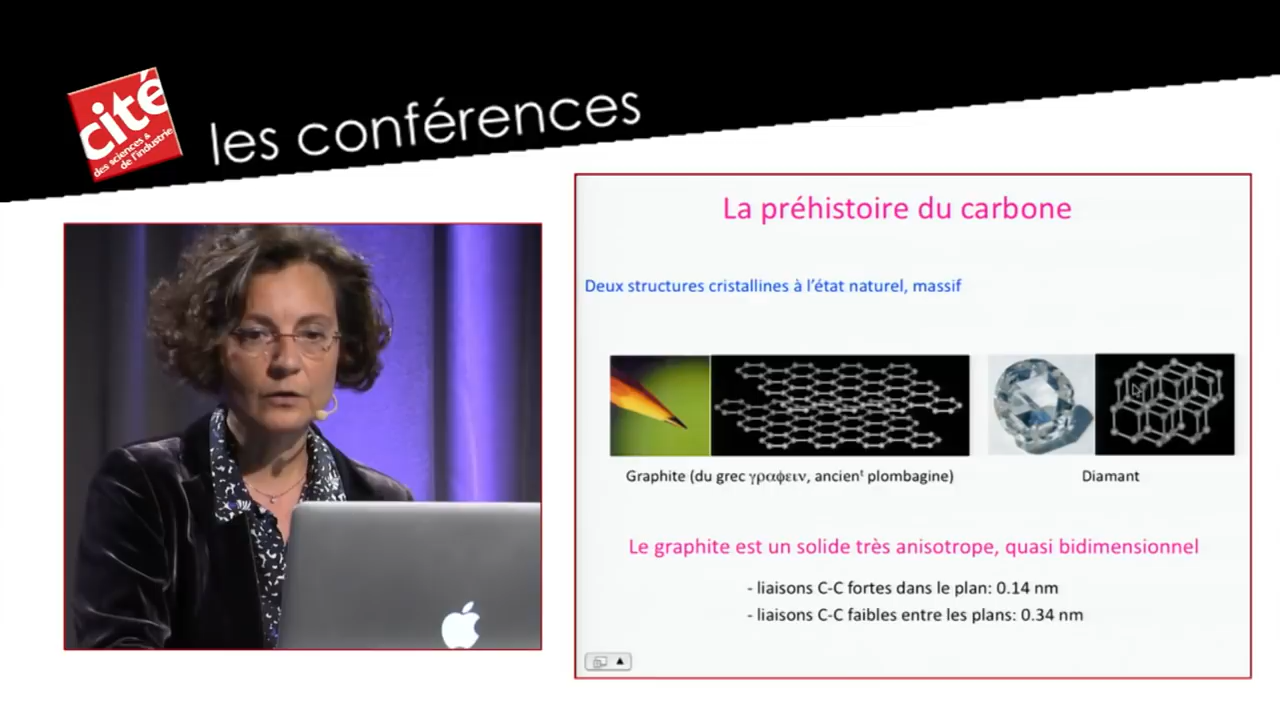 cité
des sciences &
de l'industrie
les conférences
La préhistoire du carbone
Deux structures cristallines à l'état naturel, massif
Graphite (du grec γραφειν, ancienᵗ plombagine)
Diamant
Le graphite est un solide très anisotrope, quasi bidimensionnel
- liaisons C-C fortes dans le plan: 0.14 nm
- liaisons C-C faibles entre les plans: 0.34 nm